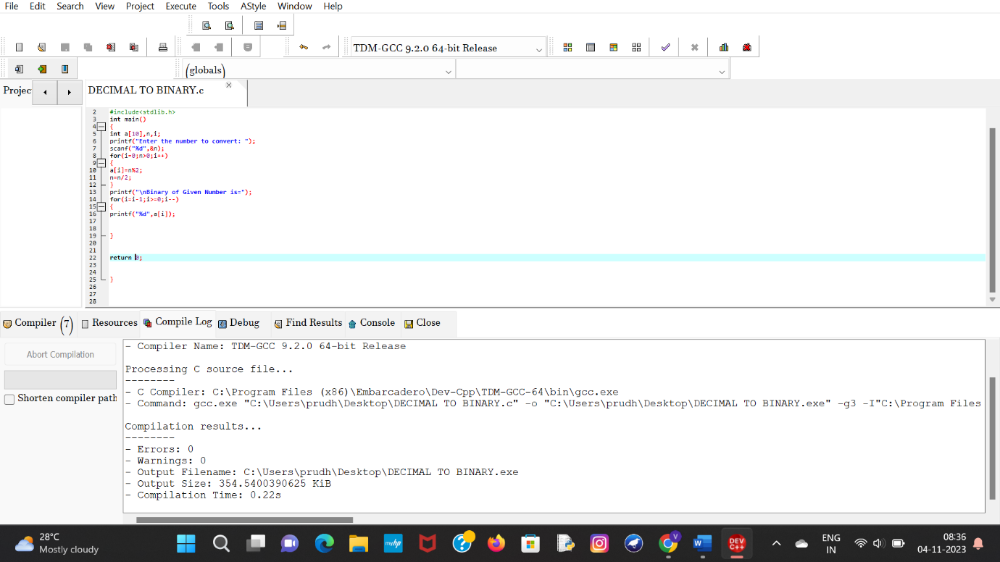 File Edit Search View Project Execute Tools AStyle Window Help
TDM-GCC 9.2.0 64-bit Release
(globals)
Projec
DECIMAL TO BINARY.c
2 #include<stdlib.h>
3 int main()
4 {
5 int a[10],n,i;
6 printf("Enter the number to convert: ");
7 scanf("%d",&n);
8 for(i=0;n>0;i++)
9 {
10 a[i]=n%2;
11 n=n/2;
12 }
13 printf("\nBinary of Given Number is=");
14 for(i=i-1;i>=0;i--)
15 {
16 printf("%d",a[i]);
17
18
19 }
20
21
22 return 0;
23
24
25 }
26
27
28
Compiler (7) Resources Compile Log Debug Find Results Console Close
Abort Compilation
Shorten compiler path
- Compiler Name: TDM-GCC 9.2.0 64-bit Release
Processing C source file...
--------
- C Compiler: C:\Program Files (x86)\Embarcadero\Dev-Cpp\TDM-GCC-64\bin\gcc.exe
- Command: gcc.exe "C:\Users\prudh\Desktop\DECIMAL TO BINARY.c" -o "C:\Users\prudh\Desktop\DECIMAL TO BINARY.exe" -g3 -I"C:\Program Files
Compilation results...
--------
- Errors: 0
- Warnings: 0
- Output Filename: C:\Users\prudh\Desktop\DECIMAL TO BINARY.exe
- Output Size: 354.5400390625 KiB
- Compilation Time: 0.22s
28°C
Mostly cloudy
myhp
V
DEV
C++
ENG
IN
08:36
04-11-2023